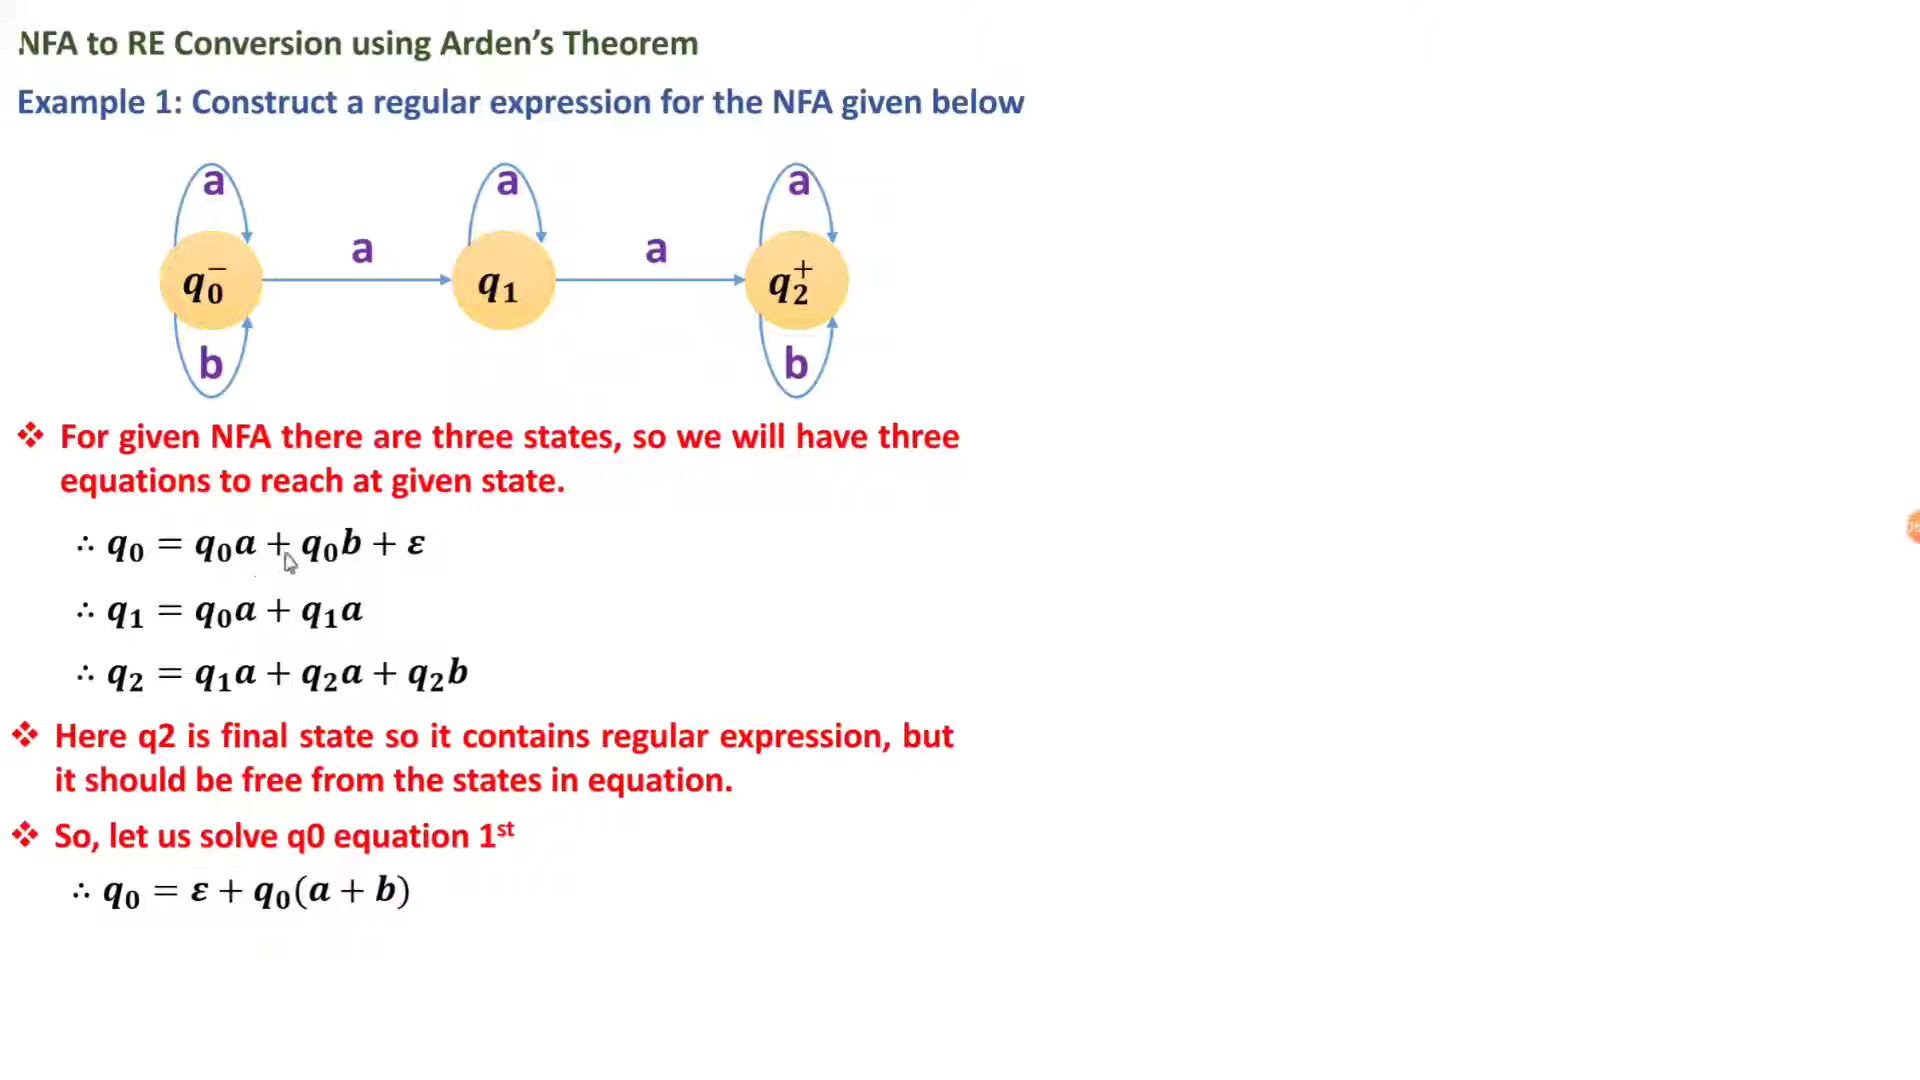 NFA to RE Conversion using Arden's Theorem
Example 1: Construct a regular expression for the NFA given below
a a a
a a
q₀⁻ q₁ q₂⁺
b b
❖ For given NFA there are three states, so we will have three
equations to reach at given state.
∴ q₀ = q₀a + q₀b + ε
∴ q₁ = q₀a + q₁a
∴ q₂ = q₁a + q₂a + q₂b
❖ Here q2 is final state so it contains regular expression, but
it should be free from the states in equation.
❖ So, let us solve q0 equation 1ˢᵗ
∴ q₀ = ε + q₀(a + b)